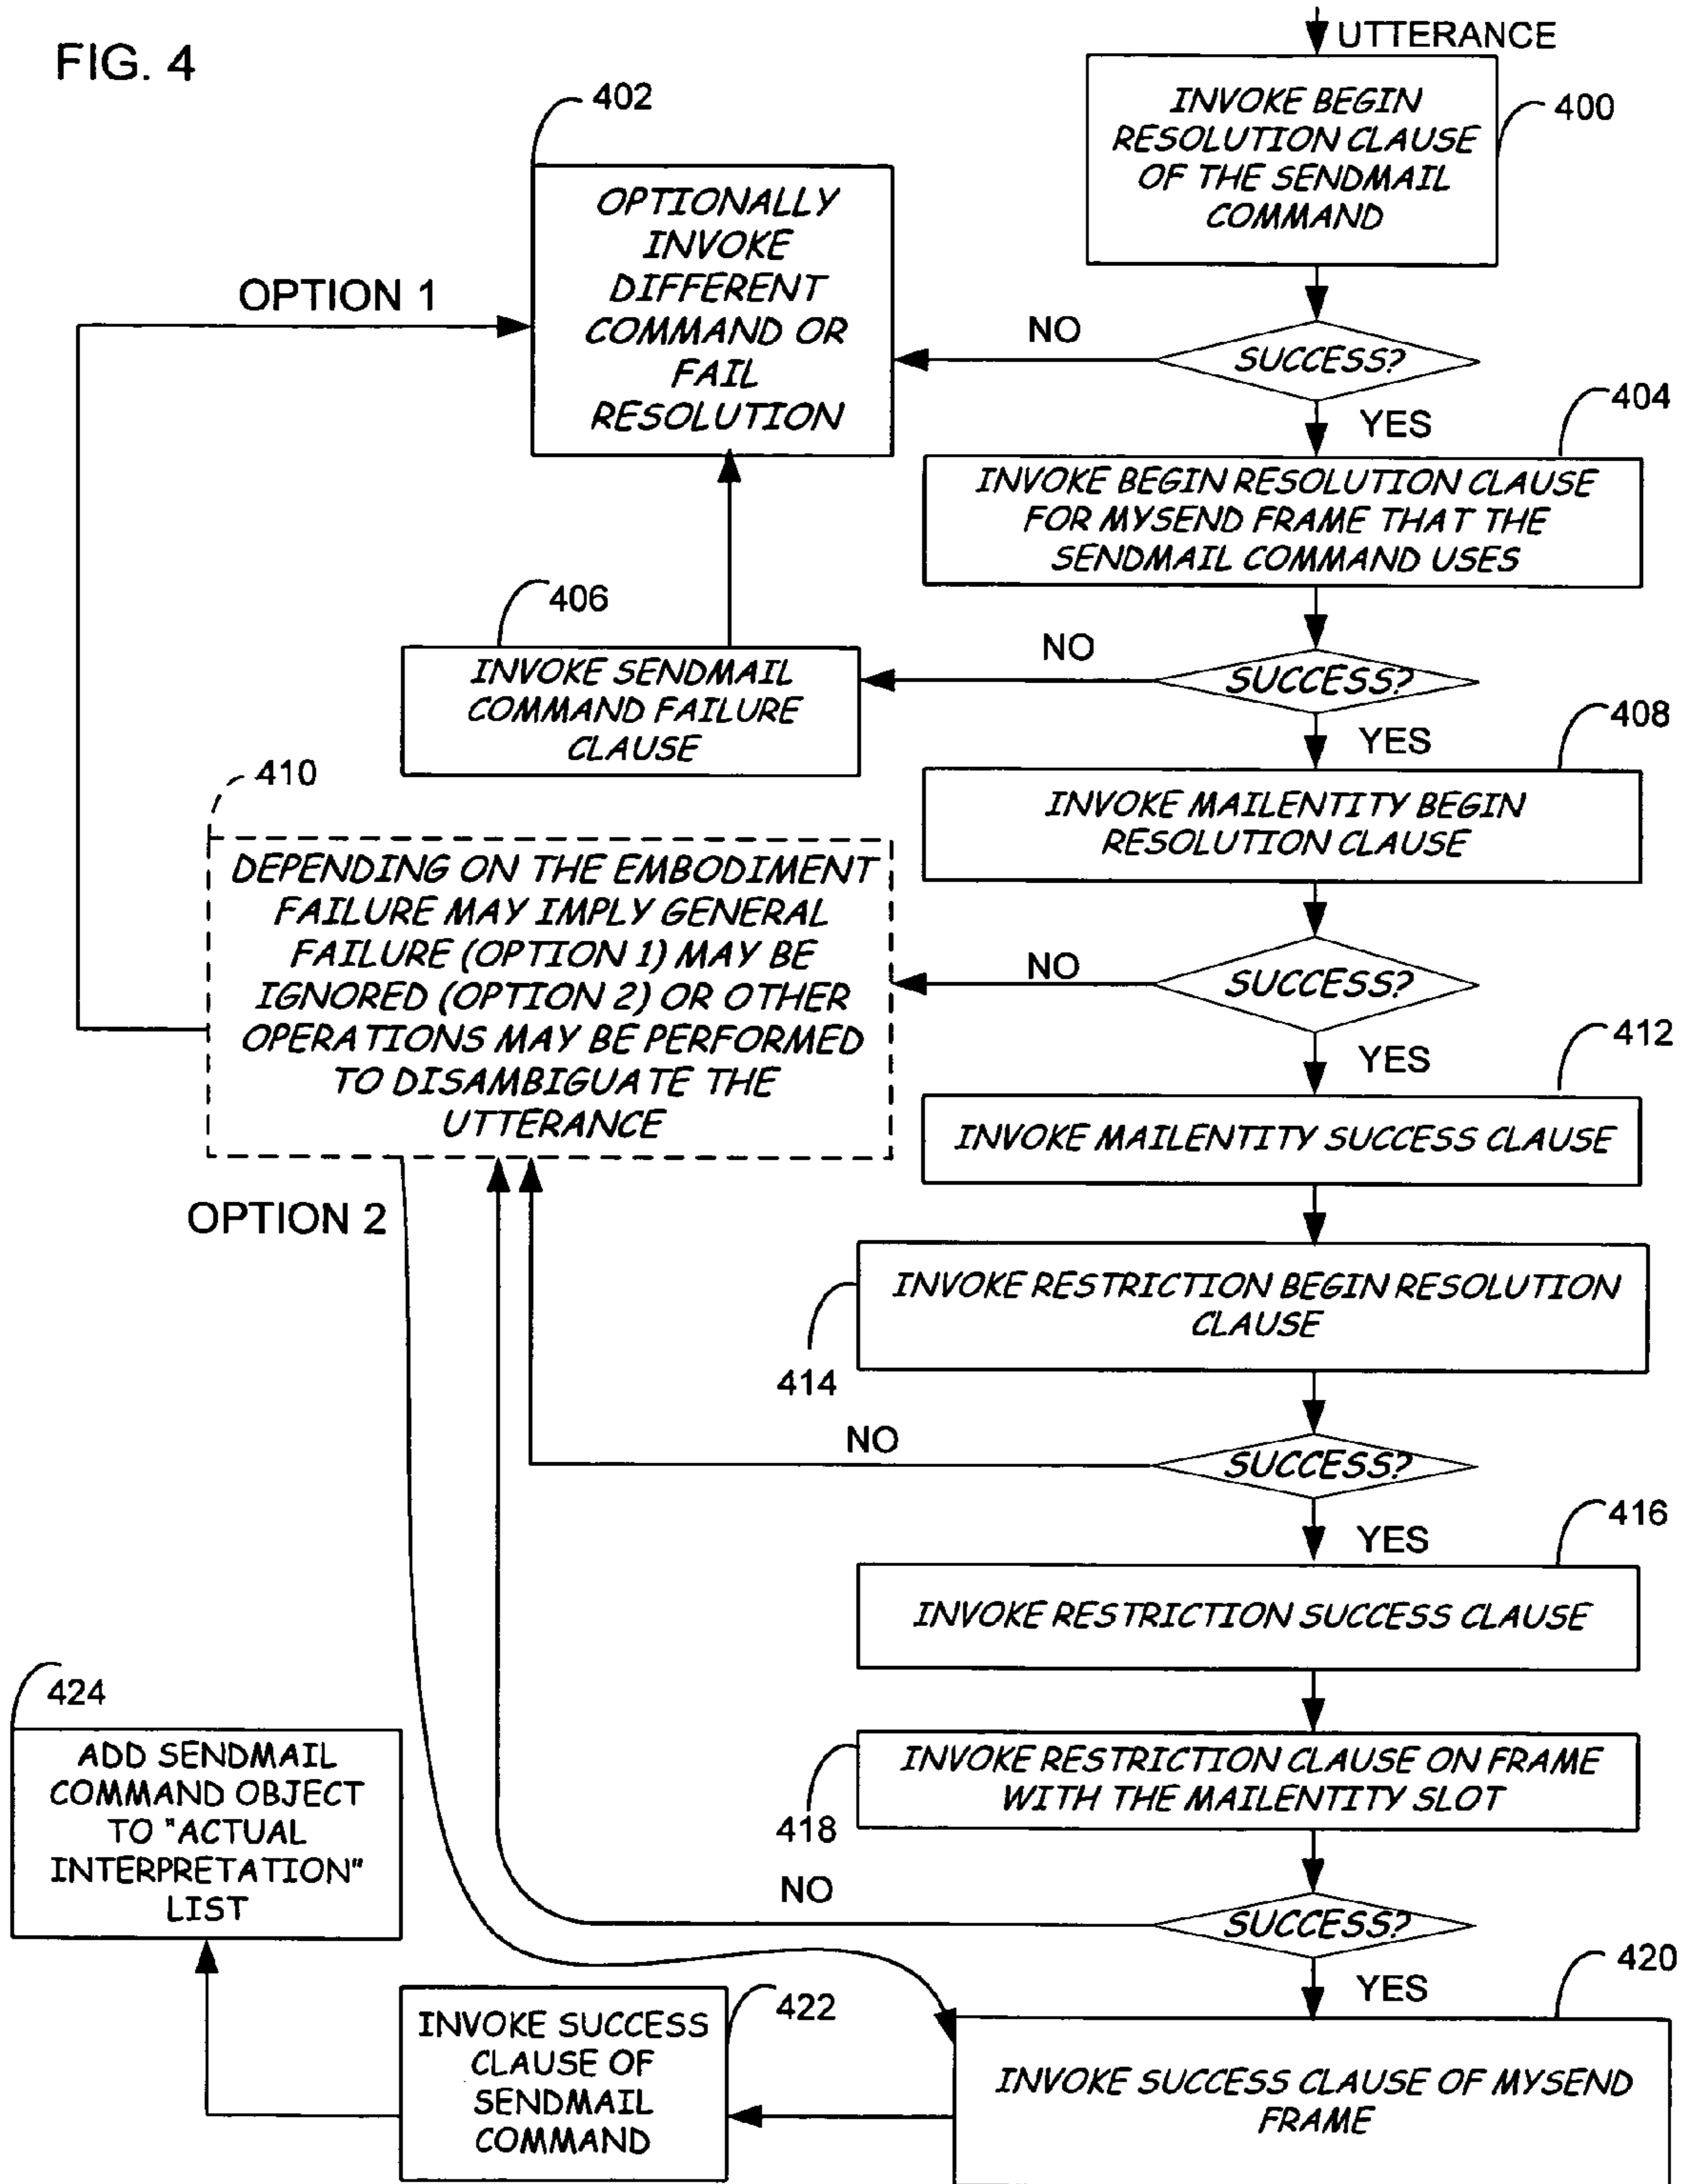 FIG. 4
UTTERANCE
INVOKE BEGIN
RESOLUTION CLAUSE
OF THE SENDMAIL
COMMAND
400
402
OPTIONALLY
INVOKE
DIFFERENT
COMMAND OR
FAIL
RESOLUTION
OPTION 1
NO
SUCCESS?
YES
404
INVOKE BEGIN RESOLUTION CLAUSE
FOR MYSEND FRAME THAT THE
SENDMAIL COMMAND USES
406
INVOKE SENDMAIL
COMMAND FAILURE
CLAUSE
NO
SUCCESS?
YES
408
INVOKE MAILENTITY BEGIN
RESOLUTION CLAUSE
410
DEPENDING ON THE EMBODIMENT
FAILURE MAY IMPLY GENERAL
FAILURE (OPTION 1) MAY BE
IGNORED (OPTION 2) OR OTHER
OPERATIONS MAY BE PERFORMED
TO DISAMBIGUATE THE
UTTERANCE
NO
SUCCESS?
YES
412
INVOKE MAILENTITY SUCCESS CLAUSE
OPTION 2
INVOKE RESTRICTION BEGIN RESOLUTION
CLAUSE
414
NO
SUCCESS?
YES
416
INVOKE RESTRICTION SUCCESS CLAUSE
INVOKE RESTRICTION CLAUSE ON FRAME
WITH THE MAILENTITY SLOT
418
NO
SUCCESS?
YES
420
INVOKE SUCCESS CLAUSE OF MYSEND
FRAME
422
INVOKE SUCCESS
CLAUSE OF
SENDMAIL
COMMAND
424
ADD SENDMAIL
COMMAND OBJECT
TO "ACTUAL
INTERPRETATION"
LIST